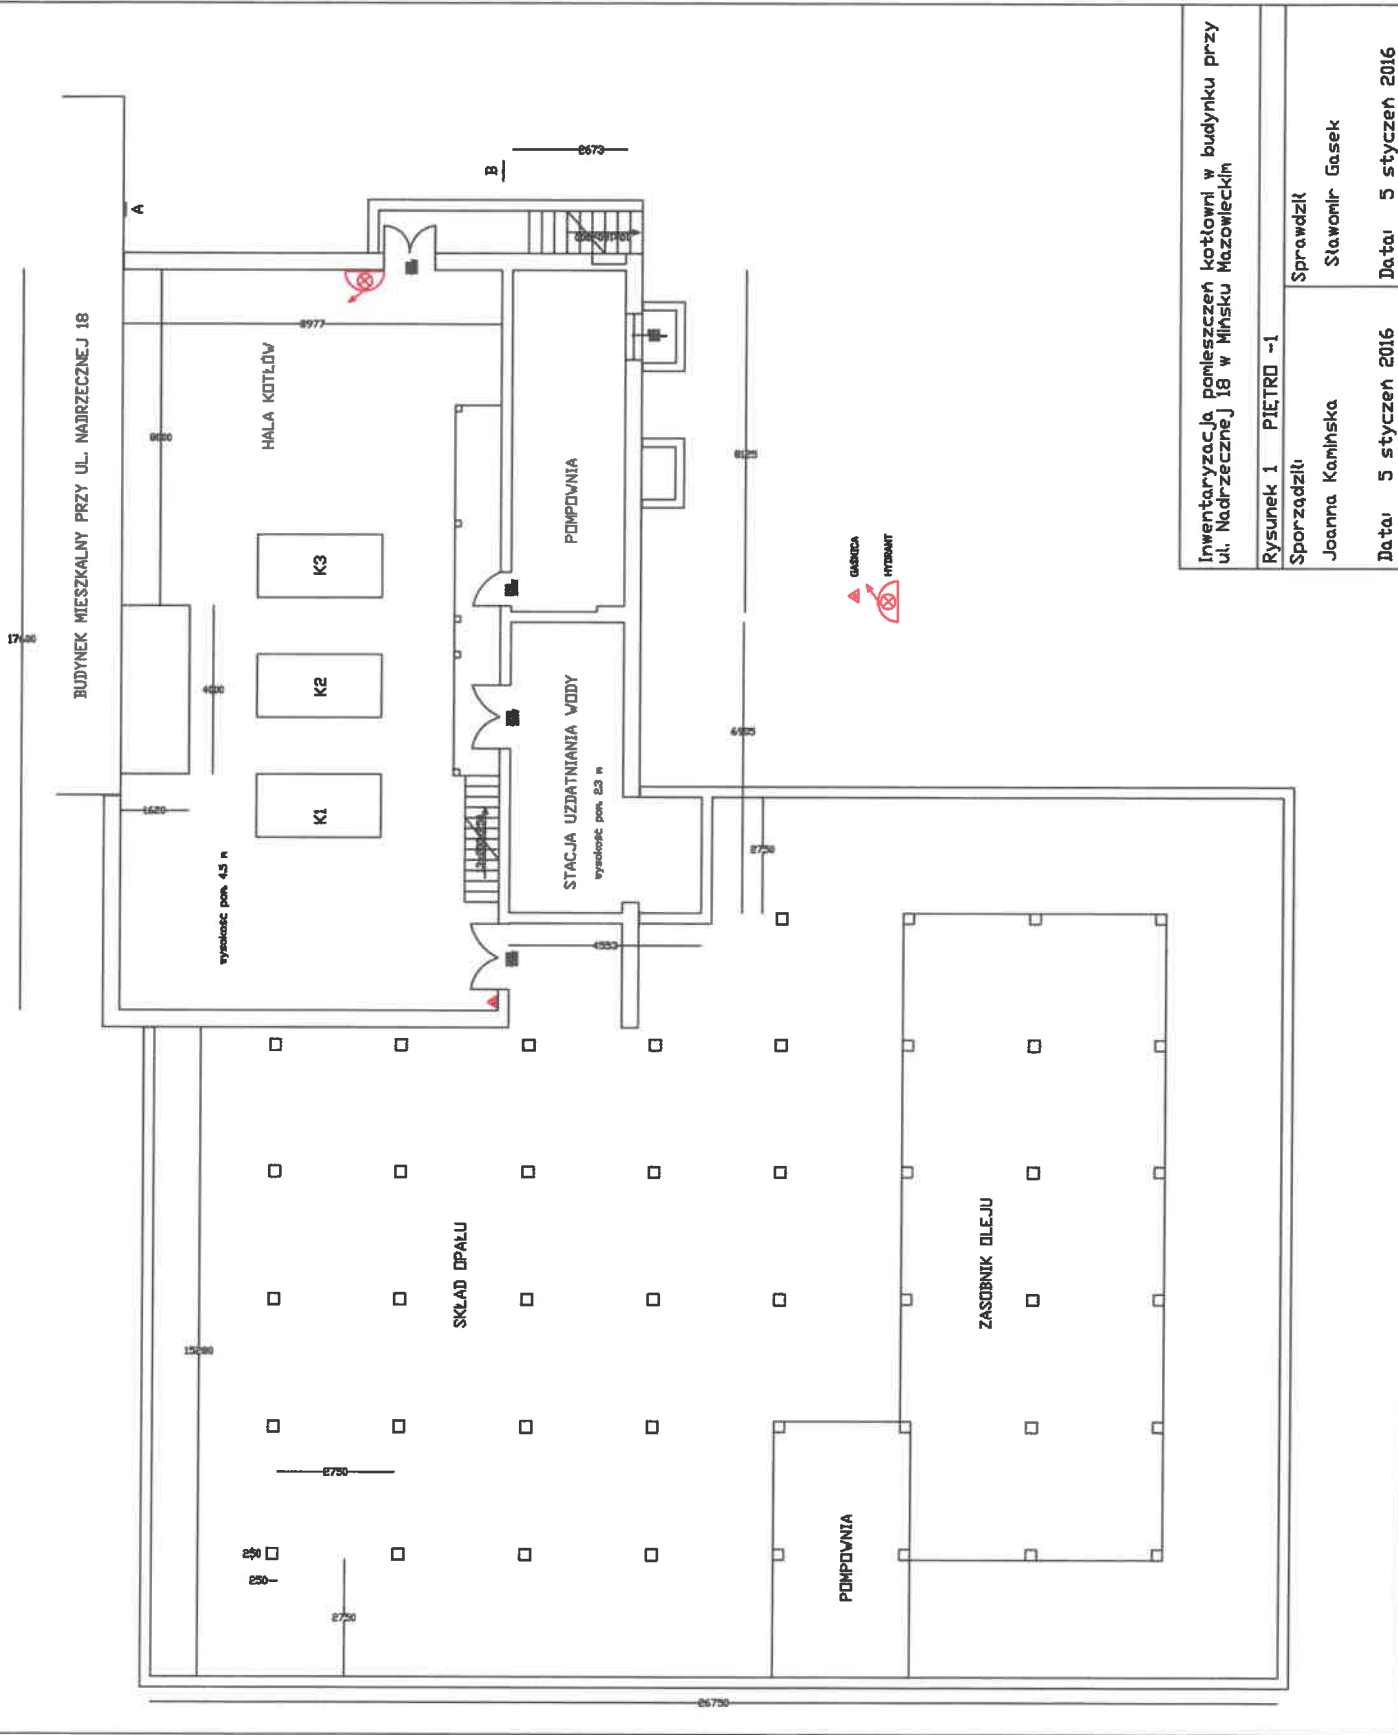 17600
BUDYNEK MIESZKALNY PRZY UL. NADRZECZNEJ 18
A
B
2673
8977
8000
HALA KOTŁÓW
4000
1620
K3
K2
K1
wysokość pom. 4.5 m
POMPOWNIA
STACJA UZDATNIANIA WODY
wysokość pom. 2.3 m
8125
6925
2750
4553
GAŚNICA
HYDRANT
SKŁAD OPAŁU
15280
2750
250
250
2750
ZASOBNIK OLEJU
POMPOWNIA
26750
Inwentaryzacja pomieszczeń kotłowni w budynku przy
ul. Nadrzecznej 18 w Mińsku Mazowieckim
Rysunek 1 PIĘTRO -1
Sporządził:
Joanna Kamińska
Data: 5 styczeń 2016
Sprawdził
Sławomir Gasek
Data: 5 styczeń 2016